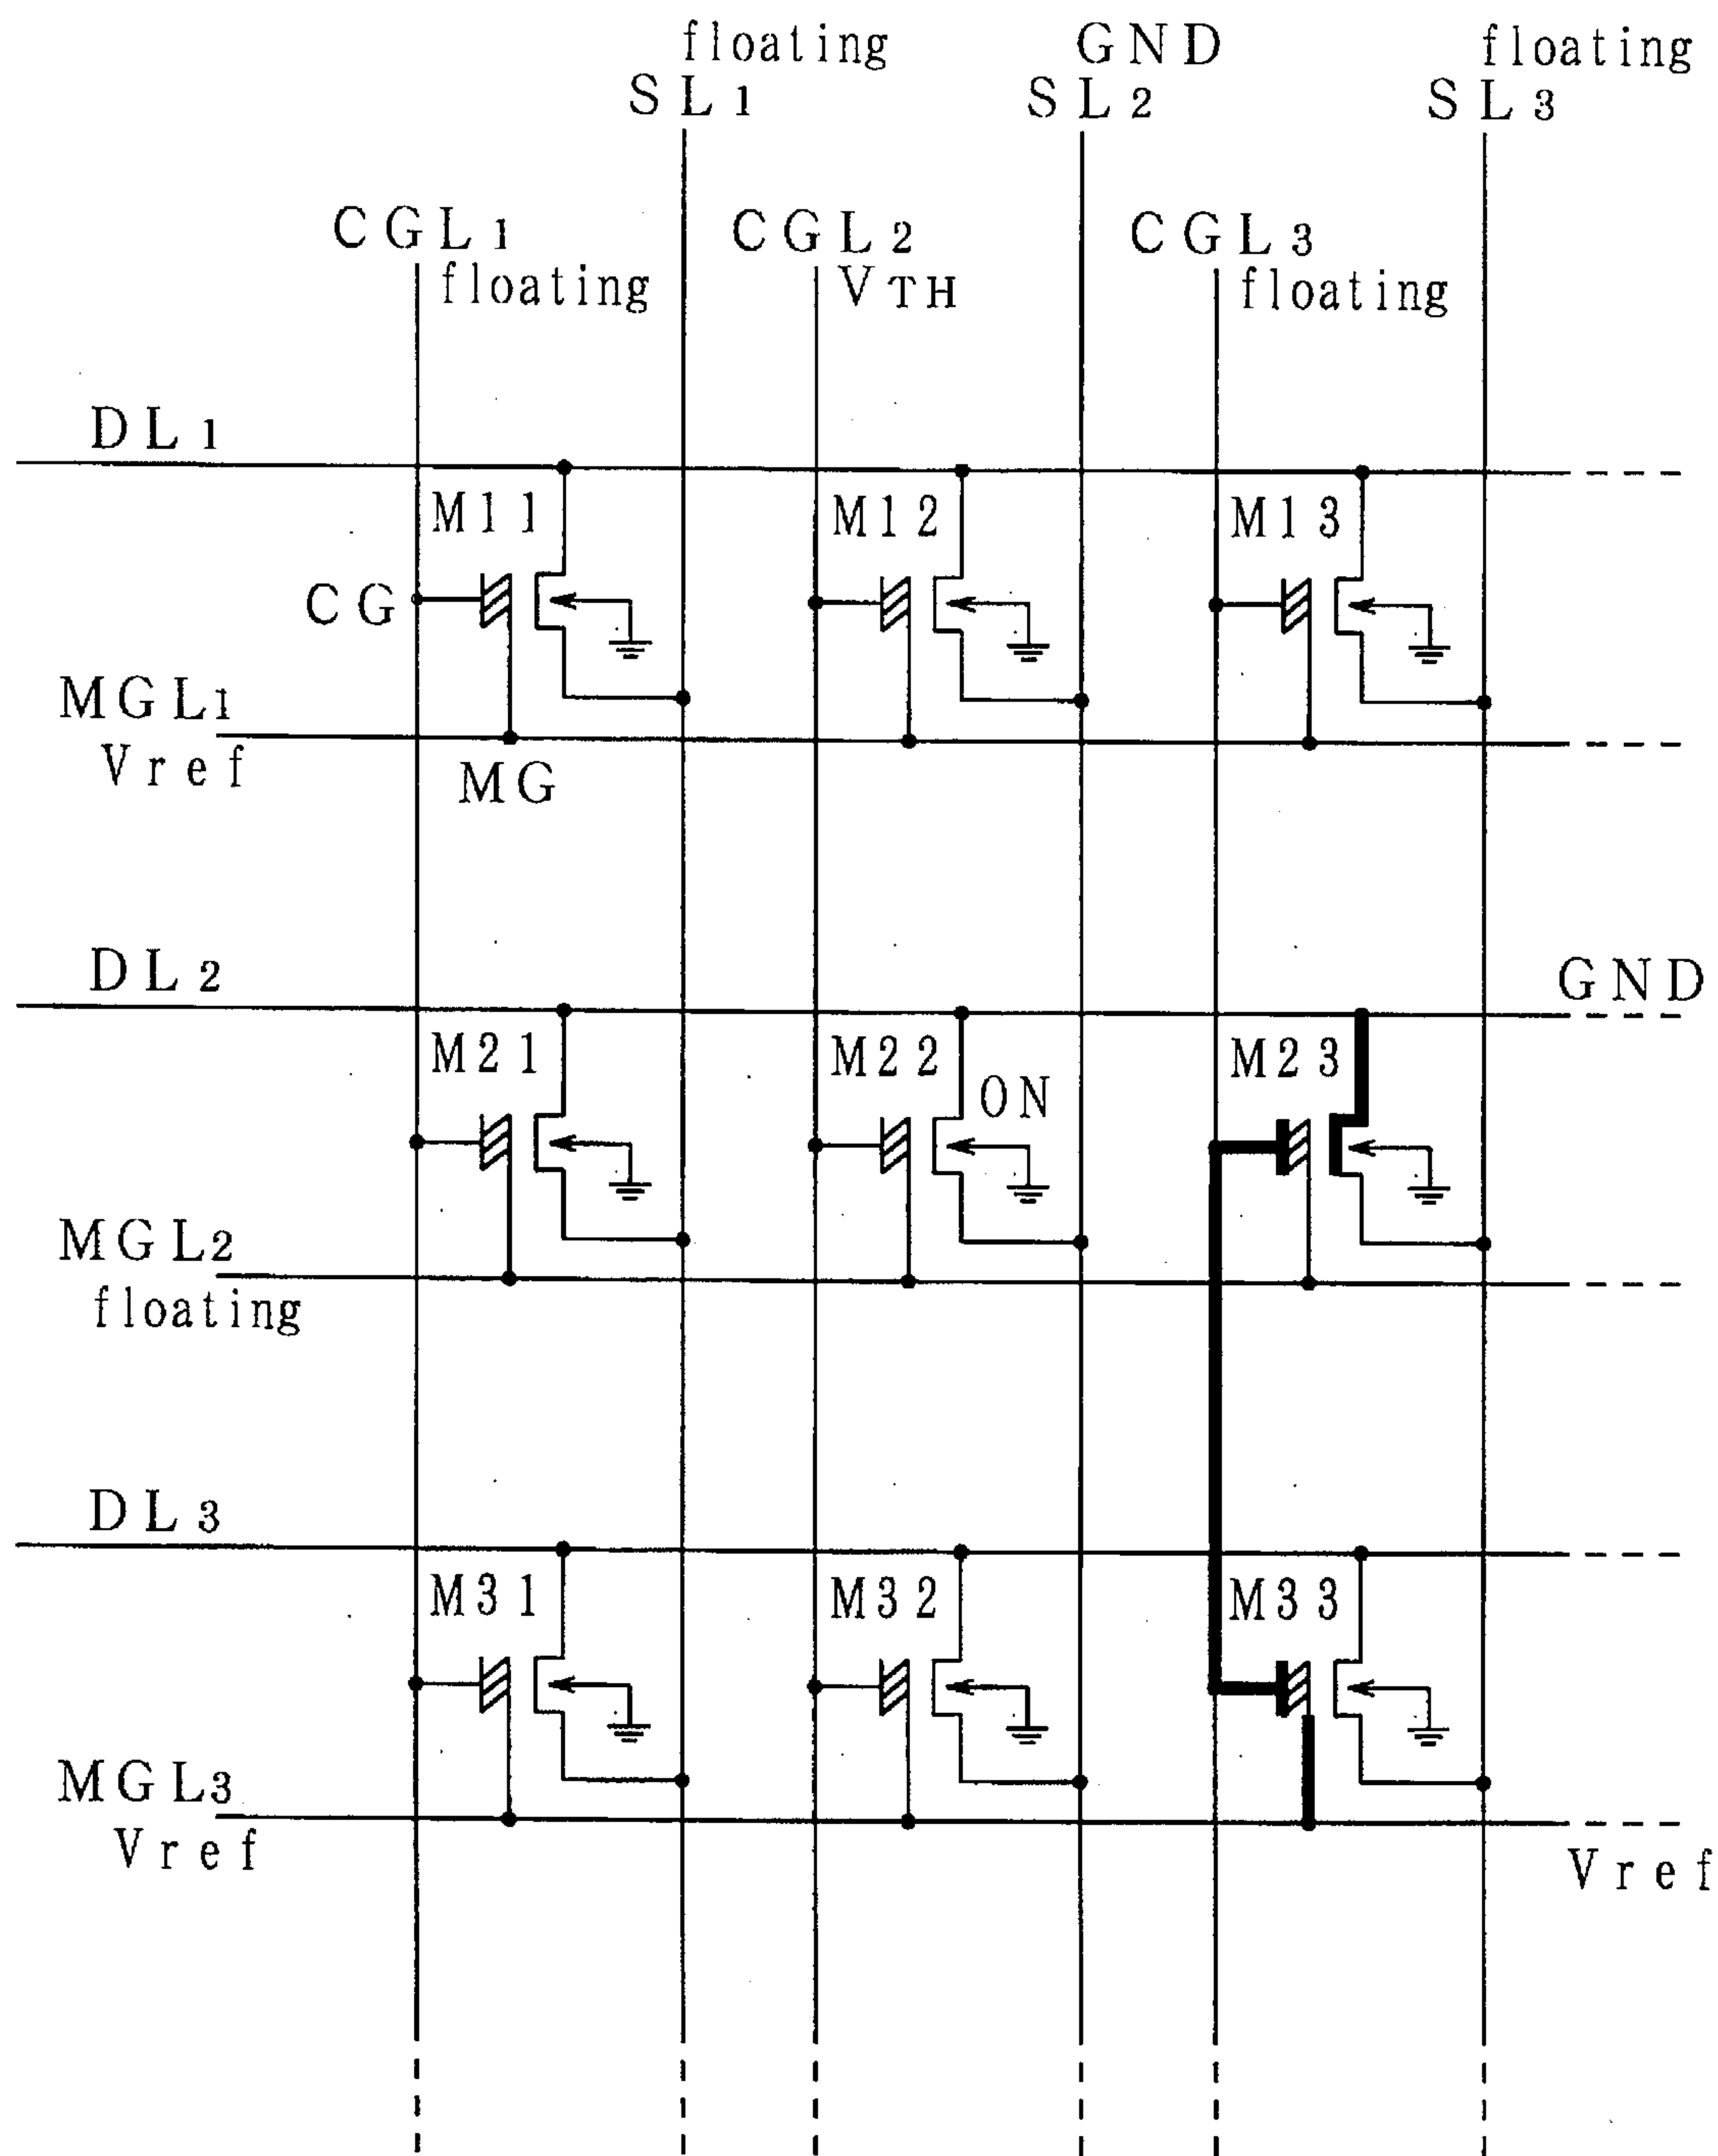 floating GND floating
SL1 SL2 SL3
CGL1 CGL2 CGL3
floating VTH floating
DL1
M11 M12 M13
CG
MGL1
Vref
MG
DL2 GND
M21 M22 M23
ON
MGL2
floating
DL3
M31 M32 M33
MGL3
Vref Vref